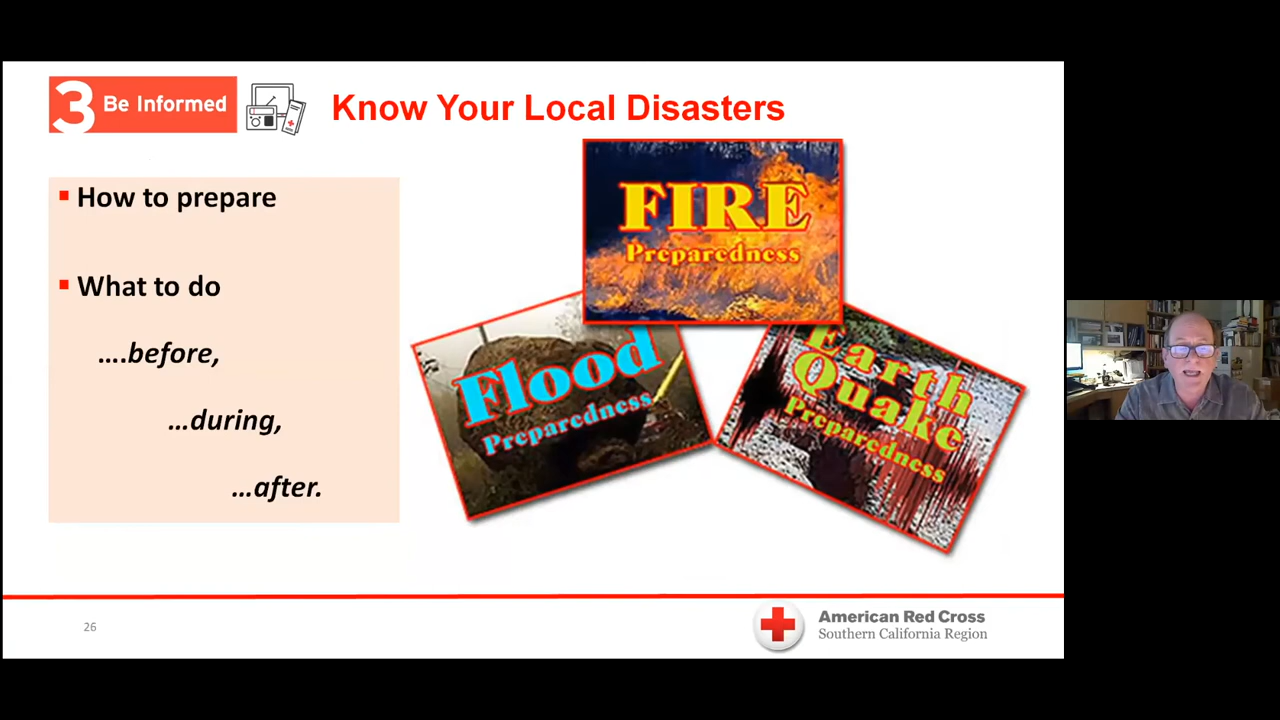 3 Be Informed
Know Your Local Disasters
How to prepare
What to do
....before,
...during,
...after.
FIRE
Preparedness
Flood
Preparedness
Earth
Quake
Preparedness
26
American Red Cross
Southern California Region